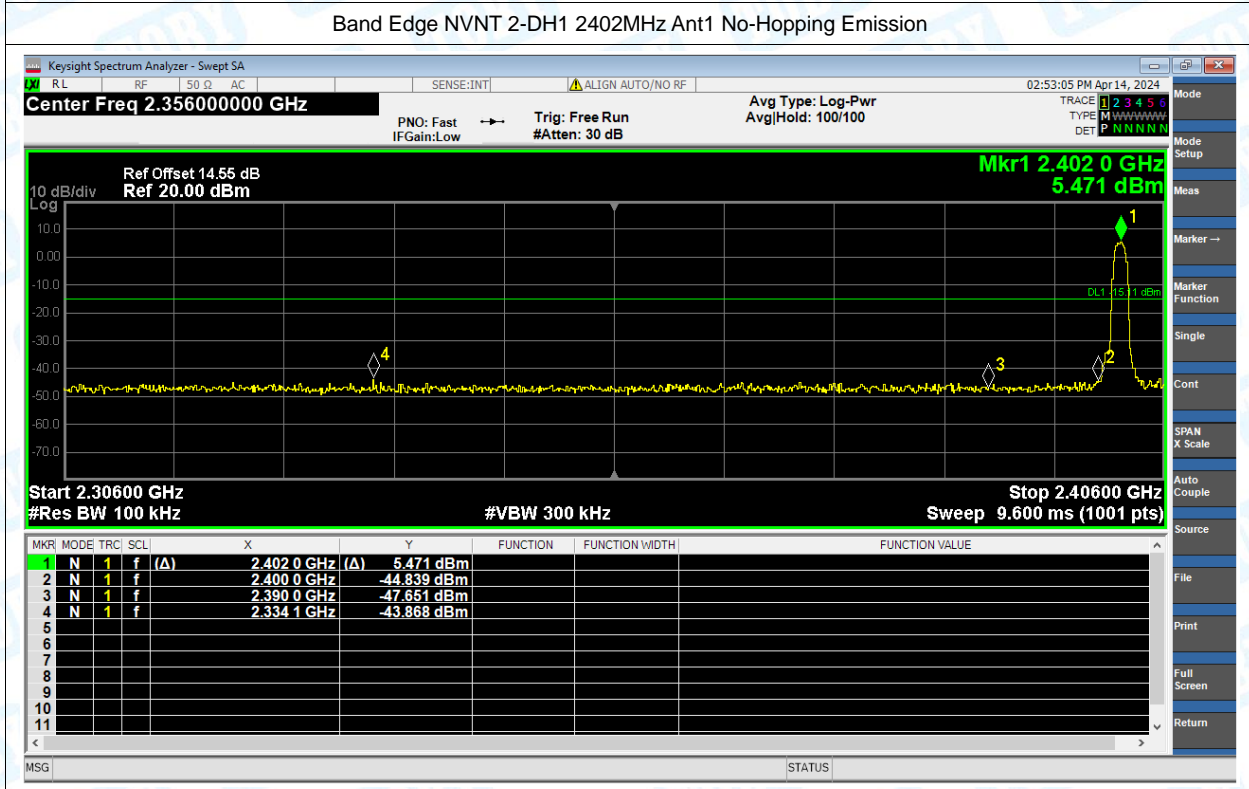 Band Edge NVNT 2-DH1 2402MHz Ant1 No-Hopping Emission
Keysight Spectrum Analyzer - Swept SA
LXI RL RF 50 Ω AC SENSE:INT ALIGN AUTO/NO RF 02:53:05 PM Apr 14, 2024
Center Freq 2.356000000 GHz
PNO: Fast
IFGain:Low
Trig: Free Run
#Atten: 30 dB
Avg Type: Log-Pwr
Avg|Hold: 100/100
TRACE 1 2 3 4 5 6
TYPE M WWWWW
DET P N N N N N
Mkr1 2.402 0 GHz
5.471 dBm
Ref Offset 14.55 dB
10 dB/div Ref 20.00 dBm
Log
10.0
0.00
-10.0
-20.0
-30.0
-40.0
-50.0
-60.0
-70.0
1
DL1 -15.11 dBm
4
3
2
Start 2.30600 GHz Stop 2.40600 GHz
#Res BW 100 kHz #VBW 300 kHz Sweep 9.600 ms (1001 pts)
MKR MODE TRC SCL X Y FUNCTION FUNCTION WIDTH FUNCTION VALUE
1 N 1 f (Δ) 2.402 0 GHz (Δ) 5.471 dBm
2 N 1 f 2.400 0 GHz -44.839 dBm
3 N 1 f 2.390 0 GHz -47.651 dBm
4 N 1 f 2.334 1 GHz -43.868 dBm
5
6
7
8
9
10
11
MSG STATUS
Mode
Mode
Setup
Meas
Marker→
Marker
Function
Single
Cont
SPAN
X Scale
Auto
Couple
Source
File
Print
Full
Screen
Return